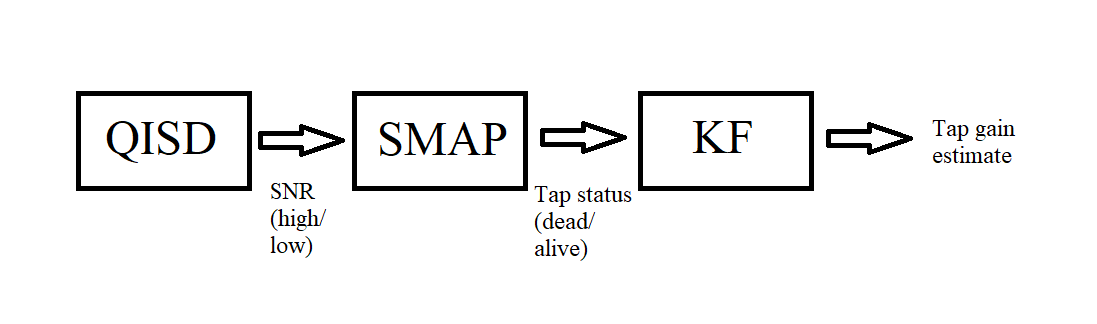 QISD
SMAP
KF
Tap gain
estimate
SNR
(high/
low)
Tap status
(dead/
alive)